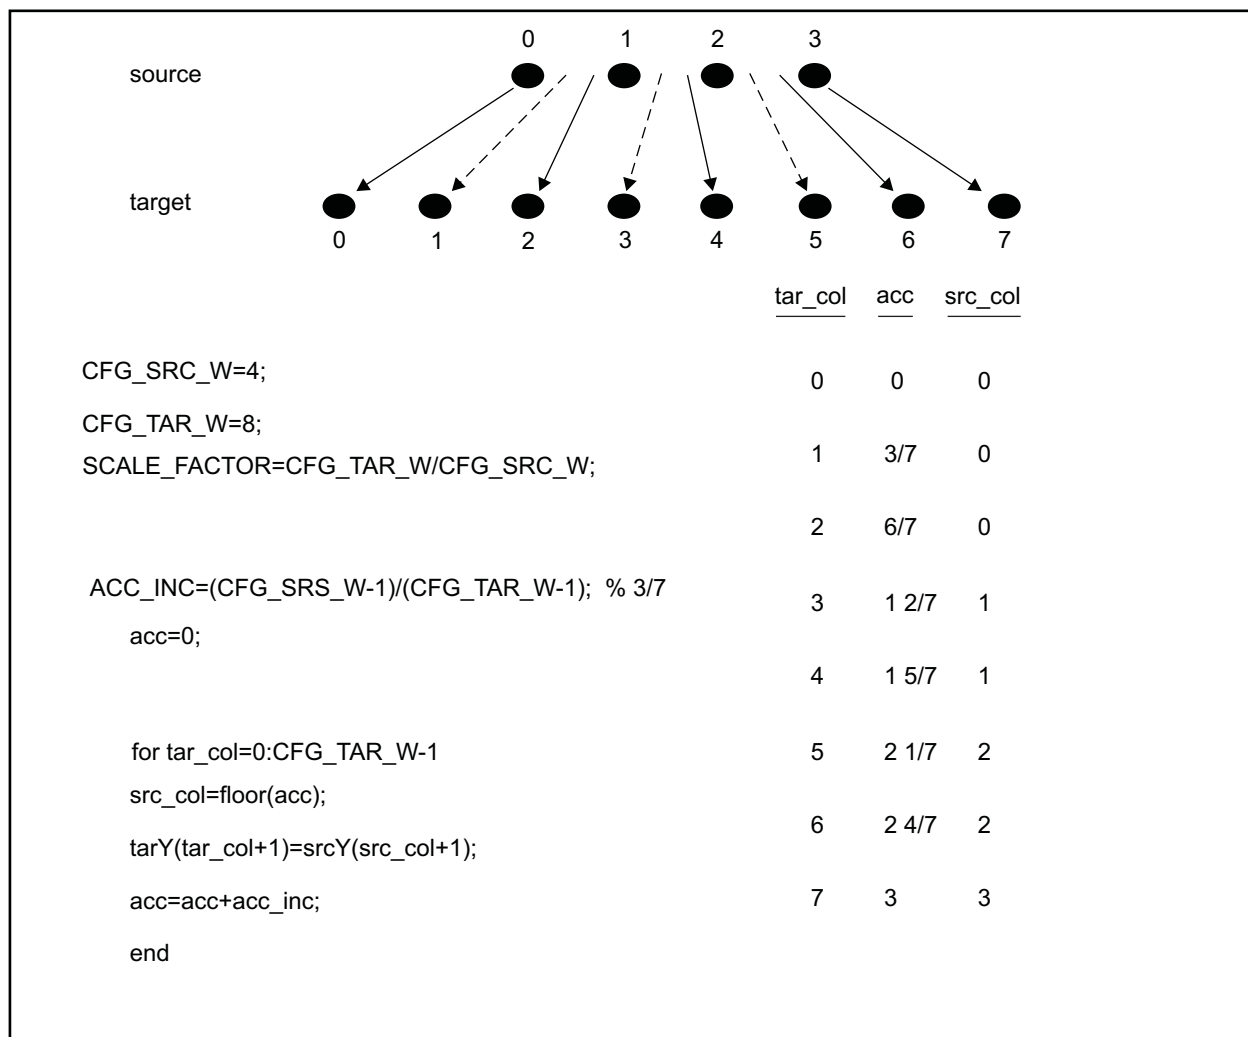 0 1 2 3
source
target
0 1 2 3 4 5 6 7
tar_col acc src_col
CFG_SRC_W=4;
0 0 0
CFG_TAR_W=8;
SCALE_FACTOR=CFG_TAR_W/CFG_SRC_W;
1 3/7 0
2 6/7 0
ACC_INC=(CFG_SRS_W-1)/(CFG_TAR_W-1); % 3/7
3 1 2/7 1
acc=0;
4 1 5/7 1
for tar_col=0:CFG_TAR_W-1
5 2 1/7 2
src_col=floor(acc);
6 2 4/7 2
tarY(tar_col+1)=srcY(src_col+1);
acc=acc+acc_inc;
7 3 3
end